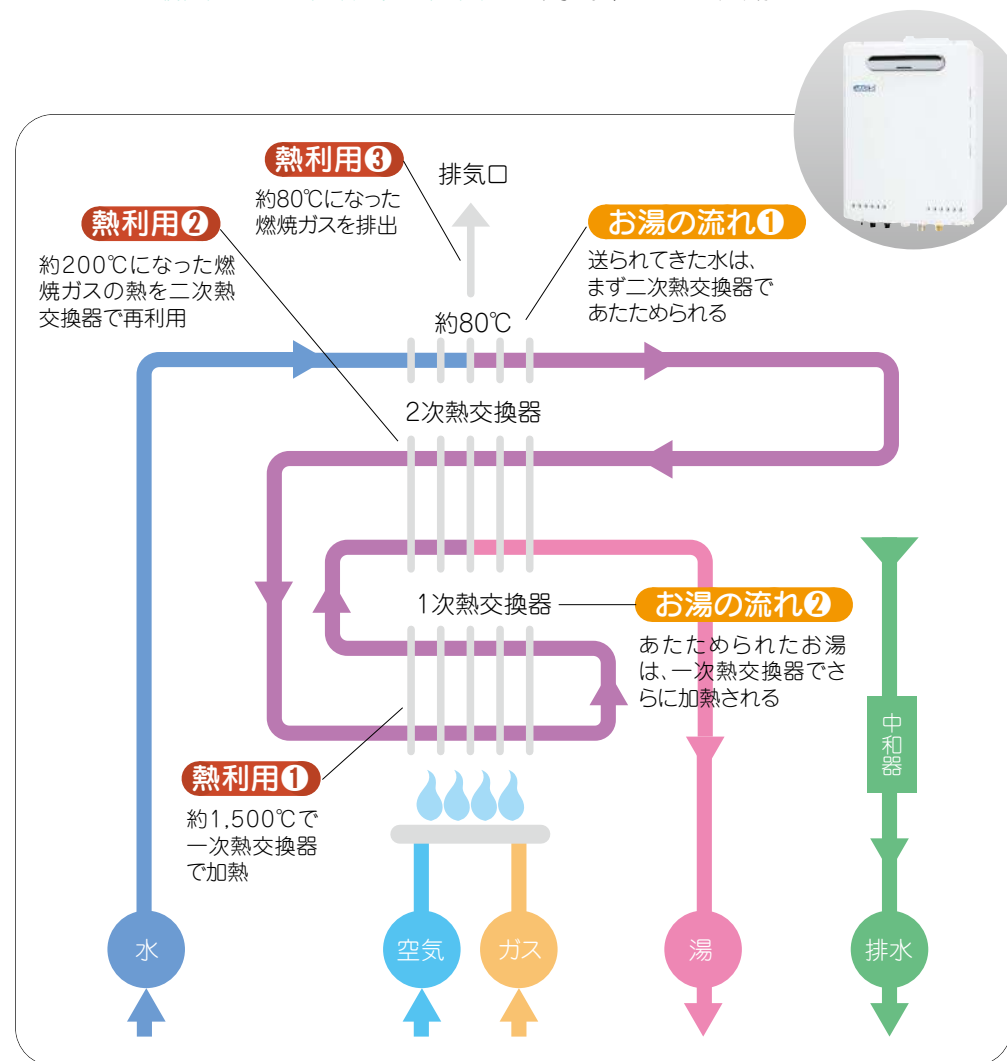 熱利用❸
約80℃になった
燃焼ガスを排出
排気口
熱利用❷
約200℃になった燃
焼ガスの熱を二次熱
交換器で再利用
お湯の流れ❶
送られてきた水は、
まず二次熱交換器で
あたためられる
約80℃
2次熱交換器
1次熱交換器
お湯の流れ❷
あたためられたお湯
は、一次熱交換器でさ
らに加熱される
熱利用❶
約1,500℃で
一次熱交換器
で加熱
中和器
水
空気
ガス
湯
排水